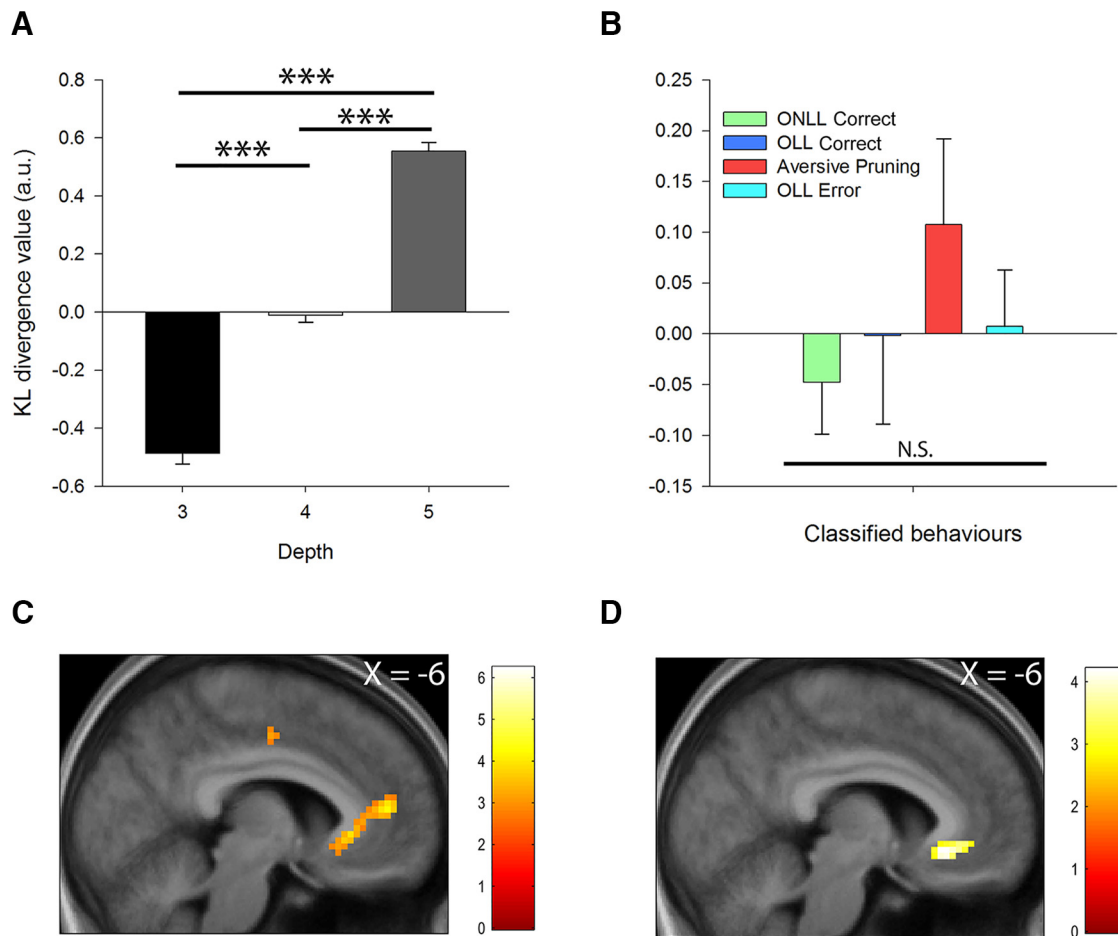 A
KL divergence value (a.u.)
0.8
0.6
0.4
0.2
0.0
-0.2
-0.4
-0.6
***
***
***
3 4 5
Depth
B
0.25
0.20
0.15
0.10
0.05
0.00
-0.05
-0.10
-0.15
ONLL Correct
OLL Correct
Aversive Pruning
OLL Error
N.S.
Classified behaviours
C
X = -6
6
5
4
3
2
1
0
D
X = -6
4
3
2
1
0